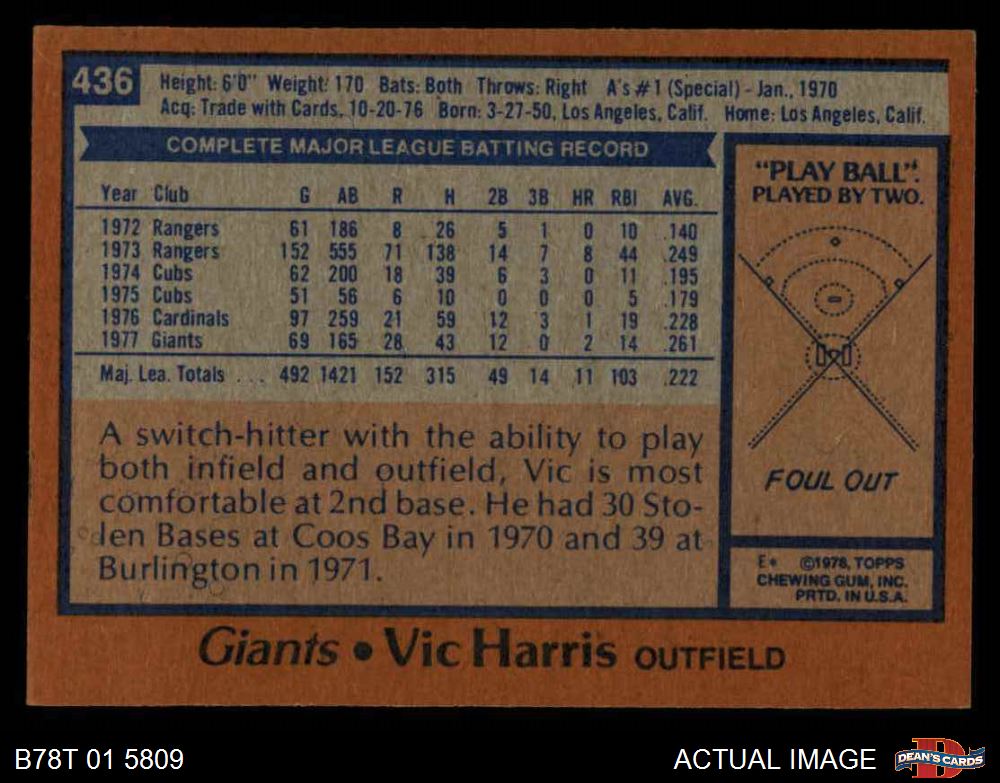 436
Height: 6'0" Weight: 170 Bats: Both Throws: Right A's #1 (Special) - Jan., 1970
Acq: Trade with Cards, 10-20-76 Born: 3-27-50, Los Angeles, Calif. Home: Los Angeles, Calif.
COMPLETE MAJOR LEAGUE BATTING RECORD
Year Club G AB R H 2B 3B HR RBI AVG.
1972 Rangers 61 186 8 26 5 1 0 10 .140
1973 Rangers 152 555 71 138 14 7 8 44 .249
1974 Cubs 62 200 18 39 6 3 0 11 .195
1975 Cubs 51 56 6 10 0 0 0 5 .179
1976 Cardinals 97 259 21 59 12 3 1 19 .228
1977 Giants 69 165 28 43 12 0 2 14 .261
Maj. Lea. Totals . . . 492 1421 152 315 49 14 11 103 .222
A switch-hitter with the ability to play
both infield and outfield, Vic is most
comfortable at 2nd base. He had 30 Sto-
len Bases at Coos Bay in 1970 and 39 at
Burlington in 1971.
"PLAY BALL".
PLAYED BY TWO.
FOUL OUT
E* ©1978, TOPPS
CHEWING GUM, INC.
PRTD. IN U.S.A.
Giants • Vic Harris OUTFIELD
B78T 01 5809
ACTUAL IMAGE
D
DEAN'S CARDS